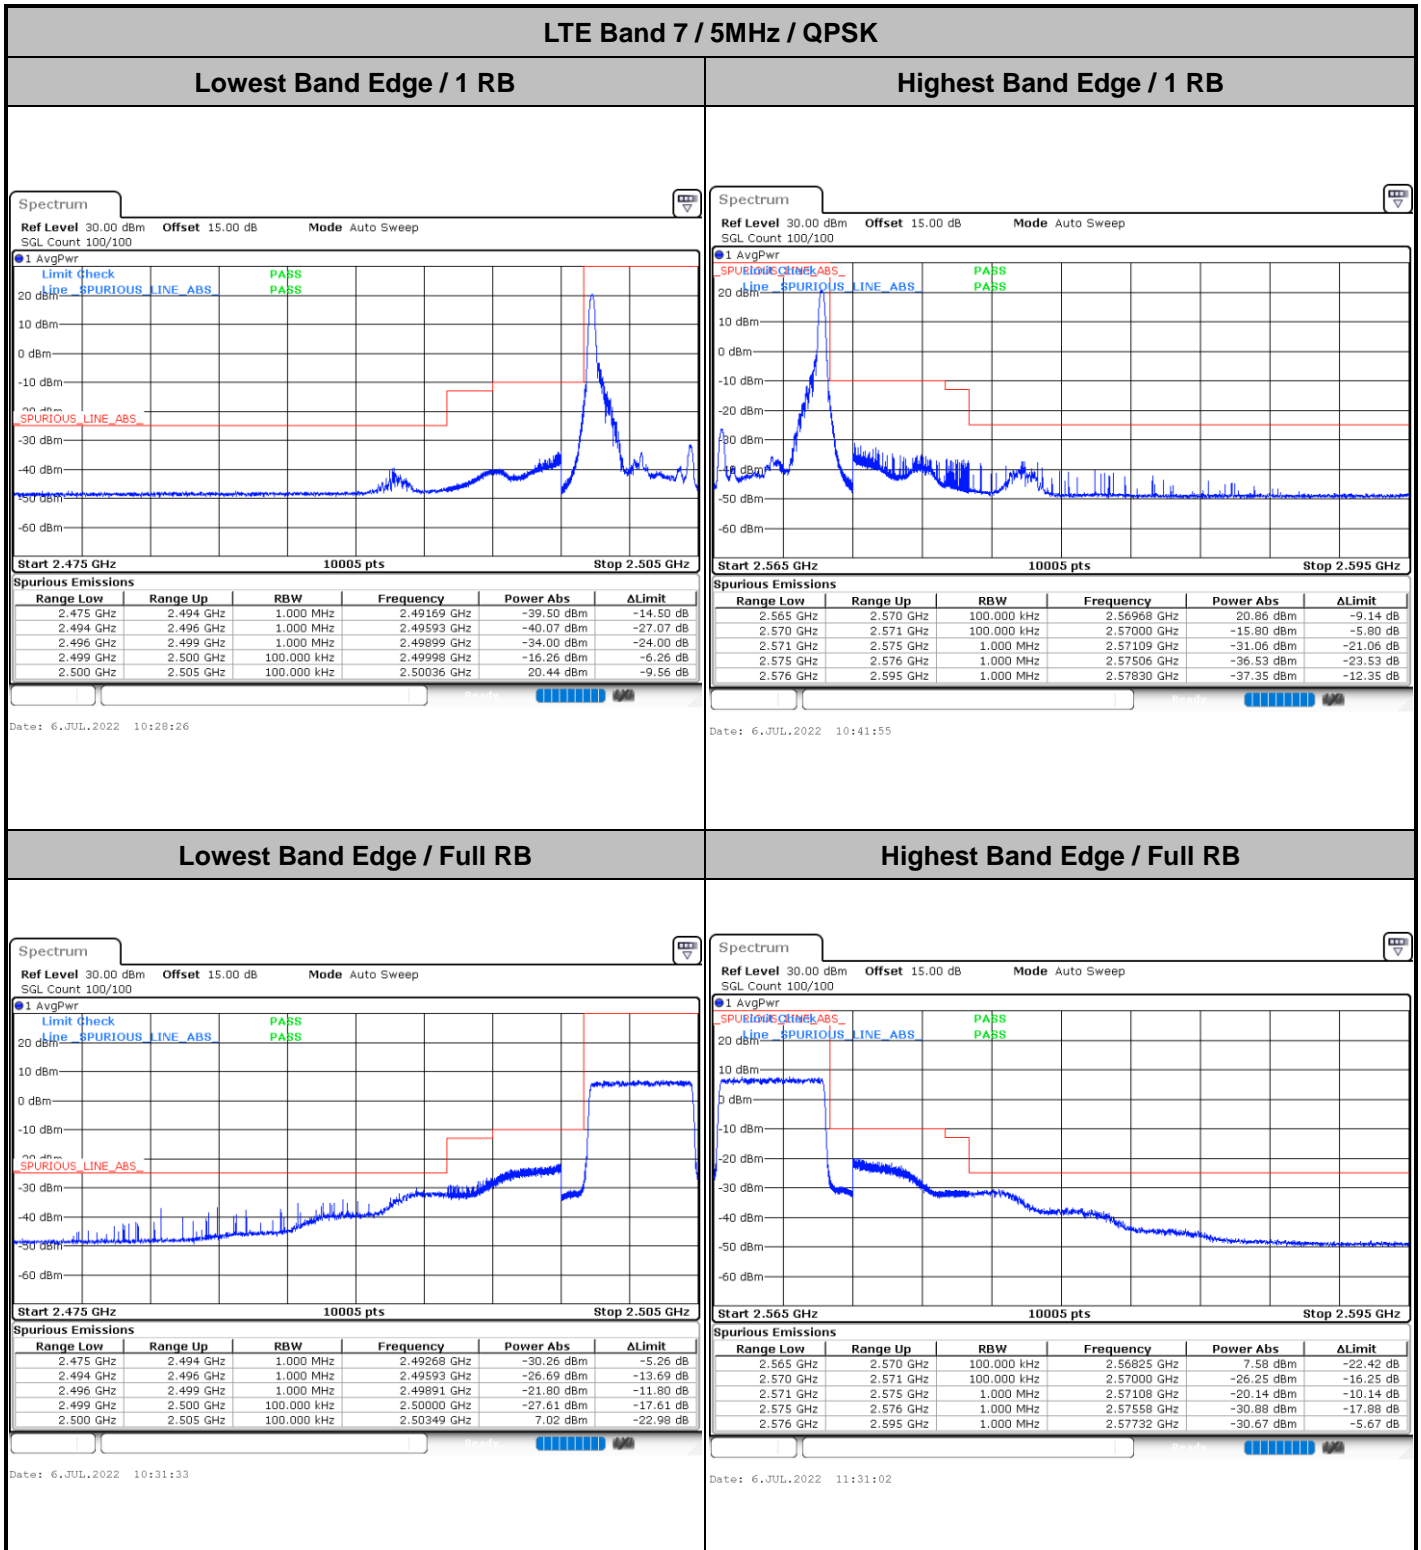 LTE Band 7 / 5MHz / QPSK
Lowest Band Edge / 1 RB
Highest Band Edge / 1 RB
Spectrum
Ref Level 30.00 dBm Offset 15.00 dB Mode Auto Sweep
SGL Count 100/100
1 AvgPwr
Limit Check PASS
Line _SPURIOUS_LINE_ABS_ PASS
20 dBm
10 dBm
0 dBm
-10 dBm
-20 dBm
_SPURIOUS_LINE_ABS_
-30 dBm
-40 dBm
-50 dBm
-60 dBm
Start 2.475 GHz 10005 pts Stop 2.505 GHz
Spurious Emissions
Range Low Range Up RBW Frequency Power Abs ΔLimit
2.475 GHz 2.494 GHz 1.000 MHz 2.49169 GHz -39.50 dBm -14.50 dB
2.494 GHz 2.496 GHz 1.000 MHz 2.49593 GHz -40.07 dBm -27.07 dB
2.496 GHz 2.499 GHz 1.000 MHz 2.49899 GHz -34.00 dBm -24.00 dB
2.499 GHz 2.500 GHz 100.000 kHz 2.49998 GHz -16.26 dBm -6.26 dB
2.500 GHz 2.505 GHz 100.000 kHz 2.50036 GHz 20.44 dBm -9.56 dB
Ready
Date: 6.JUL.2022 10:28:26
Spectrum
Ref Level 30.00 dBm Offset 15.00 dB Mode Auto Sweep
SGL Count 100/100
1 AvgPwr
_SPURIOUS_LINE_ABS_
Limit Check PASS
Line _SPURIOUS_LINE_ABS_ PASS
20 dBm
10 dBm
0 dBm
-10 dBm
-20 dBm
-30 dBm
-40 dBm
-50 dBm
-60 dBm
Start 2.565 GHz 10005 pts Stop 2.595 GHz
Spurious Emissions
Range Low Range Up RBW Frequency Power Abs ΔLimit
2.565 GHz 2.570 GHz 100.000 kHz 2.56968 GHz 20.86 dBm -9.14 dB
2.570 GHz 2.571 GHz 100.000 kHz 2.57000 GHz -15.80 dBm -5.80 dB
2.571 GHz 2.575 GHz 1.000 MHz 2.57109 GHz -31.06 dBm -21.06 dB
2.575 GHz 2.576 GHz 1.000 MHz 2.57506 GHz -36.53 dBm -23.53 dB
2.576 GHz 2.595 GHz 1.000 MHz 2.57830 GHz -37.35 dBm -12.35 dB
Ready
Date: 6.JUL.2022 10:41:55
Lowest Band Edge / Full RB
Highest Band Edge / Full RB
Spectrum
Ref Level 30.00 dBm Offset 15.00 dB Mode Auto Sweep
SGL Count 100/100
1 AvgPwr
Limit Check PASS
Line _SPURIOUS_LINE_ABS_ PASS
20 dBm
10 dBm
0 dBm
-10 dBm
-20 dBm
_SPURIOUS_LINE_ABS_
-30 dBm
-40 dBm
-50 dBm
-60 dBm
Start 2.475 GHz 10005 pts Stop 2.505 GHz
Spurious Emissions
Range Low Range Up RBW Frequency Power Abs ΔLimit
2.475 GHz 2.494 GHz 1.000 MHz 2.49268 GHz -30.26 dBm -5.26 dB
2.494 GHz 2.496 GHz 1.000 MHz 2.49593 GHz -26.69 dBm -13.69 dB
2.496 GHz 2.499 GHz 1.000 MHz 2.49891 GHz -21.80 dBm -11.80 dB
2.499 GHz 2.500 GHz 100.000 kHz 2.50000 GHz -27.61 dBm -17.61 dB
2.500 GHz 2.505 GHz 100.000 kHz 2.50349 GHz 7.02 dBm -22.98 dB
Ready
Date: 6.JUL.2022 10:31:33
Spectrum
Ref Level 30.00 dBm Offset 15.00 dB Mode Auto Sweep
SGL Count 100/100
1 AvgPwr
_SPURIOUS_LINE_ABS_
Limit Check PASS
Line _SPURIOUS_LINE_ABS_ PASS
20 dBm
10 dBm
0 dBm
-10 dBm
-20 dBm
-30 dBm
-40 dBm
-50 dBm
-60 dBm
Start 2.565 GHz 10005 pts Stop 2.595 GHz
Spurious Emissions
Range Low Range Up RBW Frequency Power Abs ΔLimit
2.565 GHz 2.570 GHz 100.000 kHz 2.56825 GHz 7.58 dBm -22.42 dB
2.570 GHz 2.571 GHz 100.000 kHz 2.57000 GHz -26.25 dBm -16.25 dB
2.571 GHz 2.575 GHz 1.000 MHz 2.57108 GHz -20.14 dBm -10.14 dB
2.575 GHz 2.576 GHz 1.000 MHz 2.57558 GHz -30.88 dBm -17.88 dB
2.576 GHz 2.595 GHz 1.000 MHz 2.57732 GHz -30.67 dBm -5.67 dB
Ready
Date: 6.JUL.2022 11:31:02